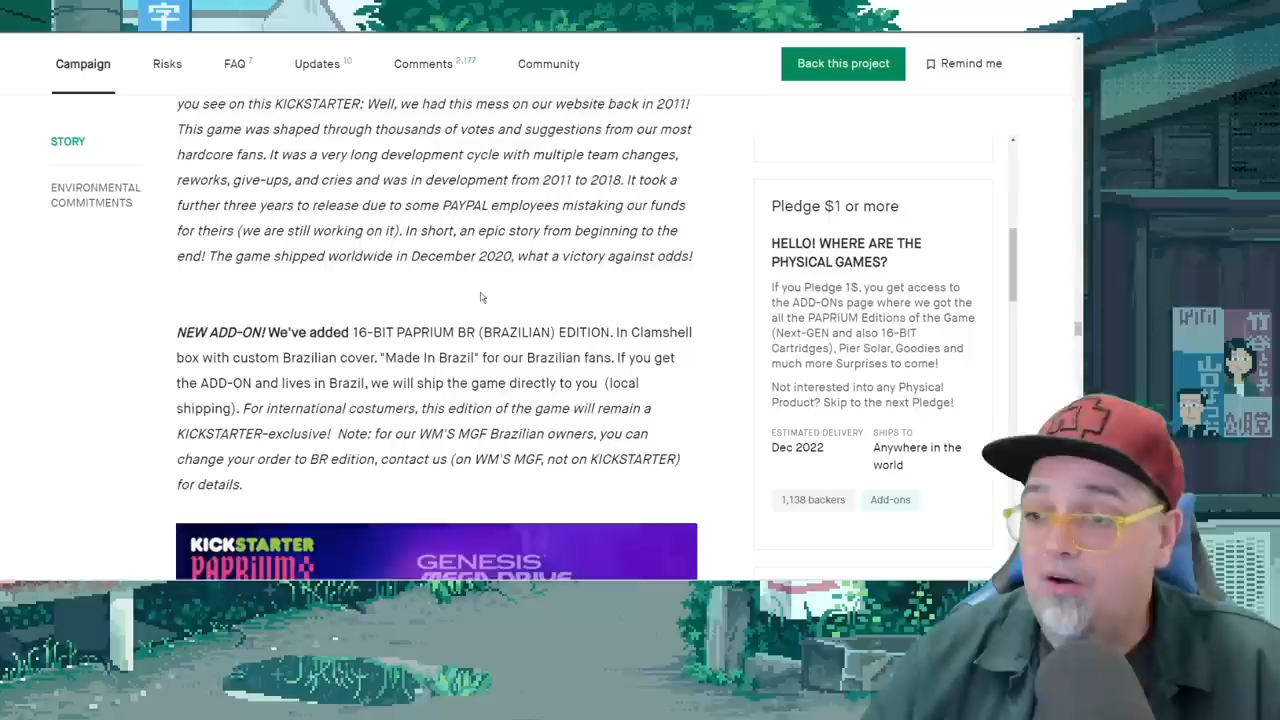 字
Campaign
Risks
FAQ 7
Updates 10
Comments 2,177
Community
Back this project
Remind me
STORY
ENVIRONMENTAL
COMMITMENTS
you see on this KICKSTARTER: Well, we had this mess on our website back in 2011!
This game was shaped through thousands of votes and suggestions from our most
hardcore fans. It was a very long development cycle with multiple team changes,
reworks, give-ups, and cries and was in development from 2011 to 2018. It took a
further three years to release due to some PAYPAL employees mistaking our funds
for theirs (we are still working on it). In short, an epic story from beginning to the
end! The game shipped worldwide in December 2020, what a victory against odds!
NEW ADD-ON! We've added 16-BIT PAPRIUM BR (BRAZILIAN) EDITION. In Clamshell
box with custom Brazilian cover. "Made In Brazil" for our Brazilian fans. If you get
the ADD-ON and lives in Brazil, we will ship the game directly to you (local
shipping). For international costumers, this edition of the game will remain a
KICKSTARTER-exclusive! Note: for our WM'S MGF Brazilian owners, you can
change your order to BR edition, contact us (on WM'S MGF, not on KICKSTARTER)
for details.
KICKSTARTER
PAPRIUM
GENESIS
MEGA DRIVE
Pledge $1 or more
HELLO! WHERE ARE THE
PHYSICAL GAMES?
If you Pledge 1$, you get access to
the ADD-ONs page where we got the
all the PAPRIUM Editions of the Game
(Next-GEN and also 16-BIT
Cartridges), Pier Solar, Goodies and
much more Surprises to come!
Not interested into any Physical
Product? Skip to the next Pledge!
ESTIMATED DELIVERY
Dec 2022
SHIPS TO
Anywhere in the
world
1,138 backers
Add-ons